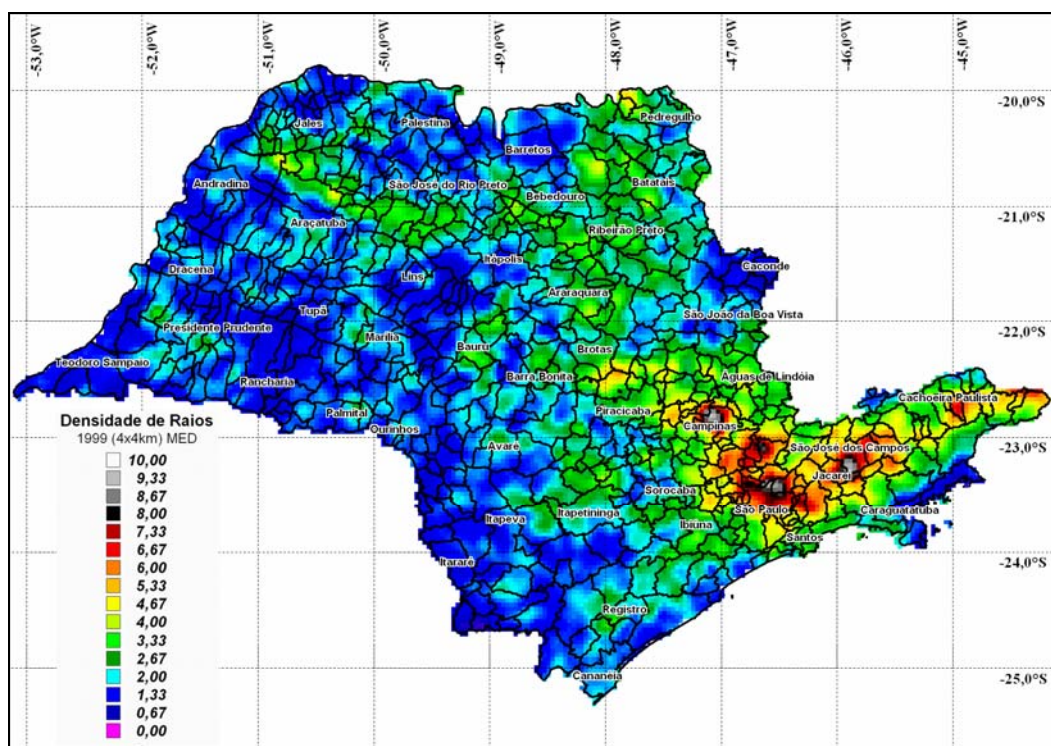 -53,0°W
-52,0°W
-51,0°W
-50,0°W
-49,0°W
-48,0°W
-47,0°W
-46,0°W
-45,0°W
-20,0°S
Pedregulho
Jales
Palestina
Barretos
Andradina
São José do Rio Preto
Batatais
Bebedouro
-21,0°S
Araçatuba
Ribeirão Preto
Itápolis
Caconde
Dracena
Lins
Araraquara
Tupã
São João da Boa Vista
-22,0°S
Presidente Prudente
Marília
Bauru
Brotas
Teodoro Sampaio
Rancharia
Barra Bonita
Águas de Lindóia
Cachoeira Paulista
Palmital
Piracicaba
Campinas
Ourinhos
-23,0°S
Avaré
São José dos Campos
Jacareí
Sorocaba
São Paulo
Caraguatatuba
Itapeva
Itapetininga
Ibiuna
Santos
Itararé
-24,0°S
Registro
-25,0°S
Cananéia
Densidade de Raios
1999 (4x4km) MED
10,00
9,33
8,67
8,00
7,33
6,67
6,00
5,33
4,67
4,00
3,33
2,67
2,00
1,33
0,67
0,00